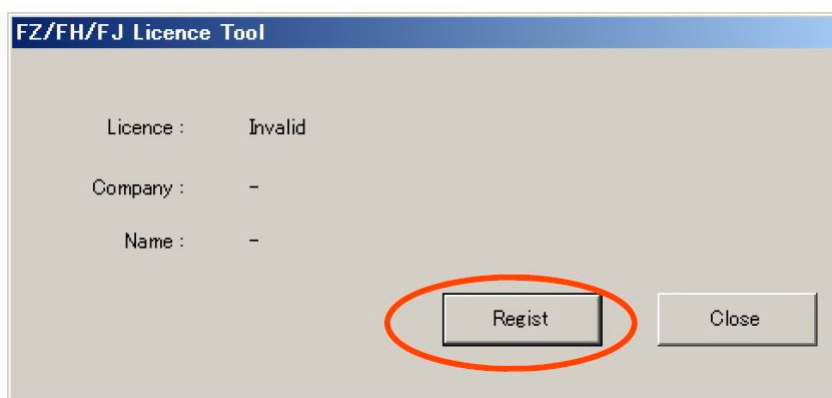 FZ/FH/FJ Licence Tool
Licence : Invalid
Company : -
Name : -
Regist Close